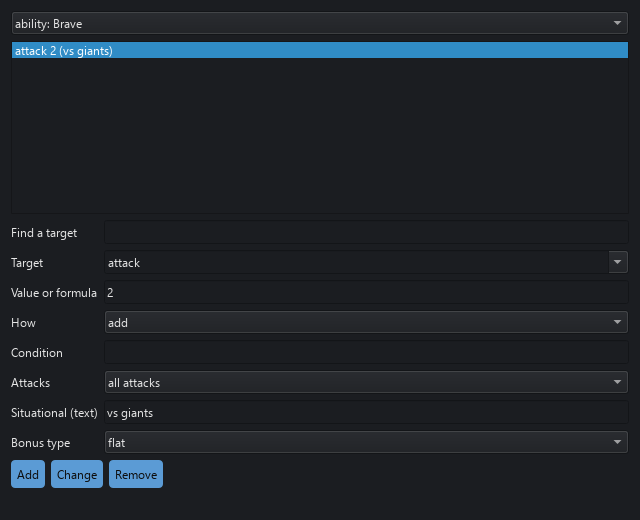 ability: Brave
attack 2 (vs giants)
Find a target
Target attack
Value or formula 2
How add
Condition
Attacks all attacks
Situational (text) vs giants
Bonus type flat
Add Change Remove